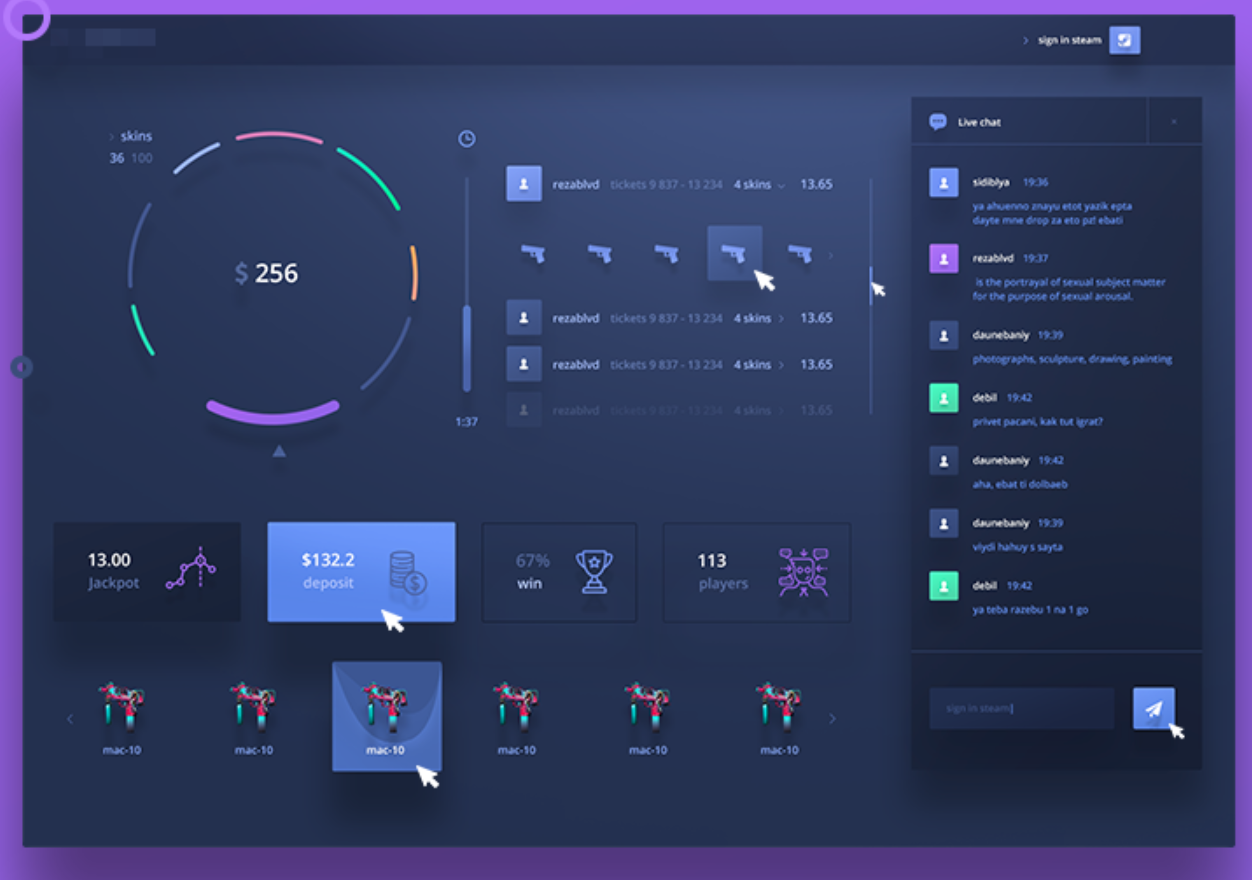 sign in steam
skins
36 100
$ 256
1:37
rezablvd tickets 9 837 - 13 234 4 skins 13.65
rezablvd tickets 9 837 - 13 234 4 skins 13.65
rezablvd tickets 9 837 - 13 234 4 skins 13.65
rezablvd tickets 9 837 - 13 234 4 skins 13.65
13.00
Jackpot
$132.2
deposit
67%
win
113
players
mac-10
mac-10
mac-10
mac-10
mac-10
mac-10
Live chat
sidiblya 19:36
ya ahuenno znayu etot yazik epta
dayte mne drop za eto pz! ebati
rezablvd 19:37
is the portrayal of sexual subject matter
for the purpose of sexual arousal.
daunebaniy 19:39
photographs, sculpture, drawing, painting
debil 19:42
privet pacani, kak tut igrat?
daunebaniy 19:42
aha, ebat ti dolbaeb
daunebaniy 19:39
viydi hahuy s sayta
debil 19:42
ya teba razebu 1 na 1 go
sign in steam